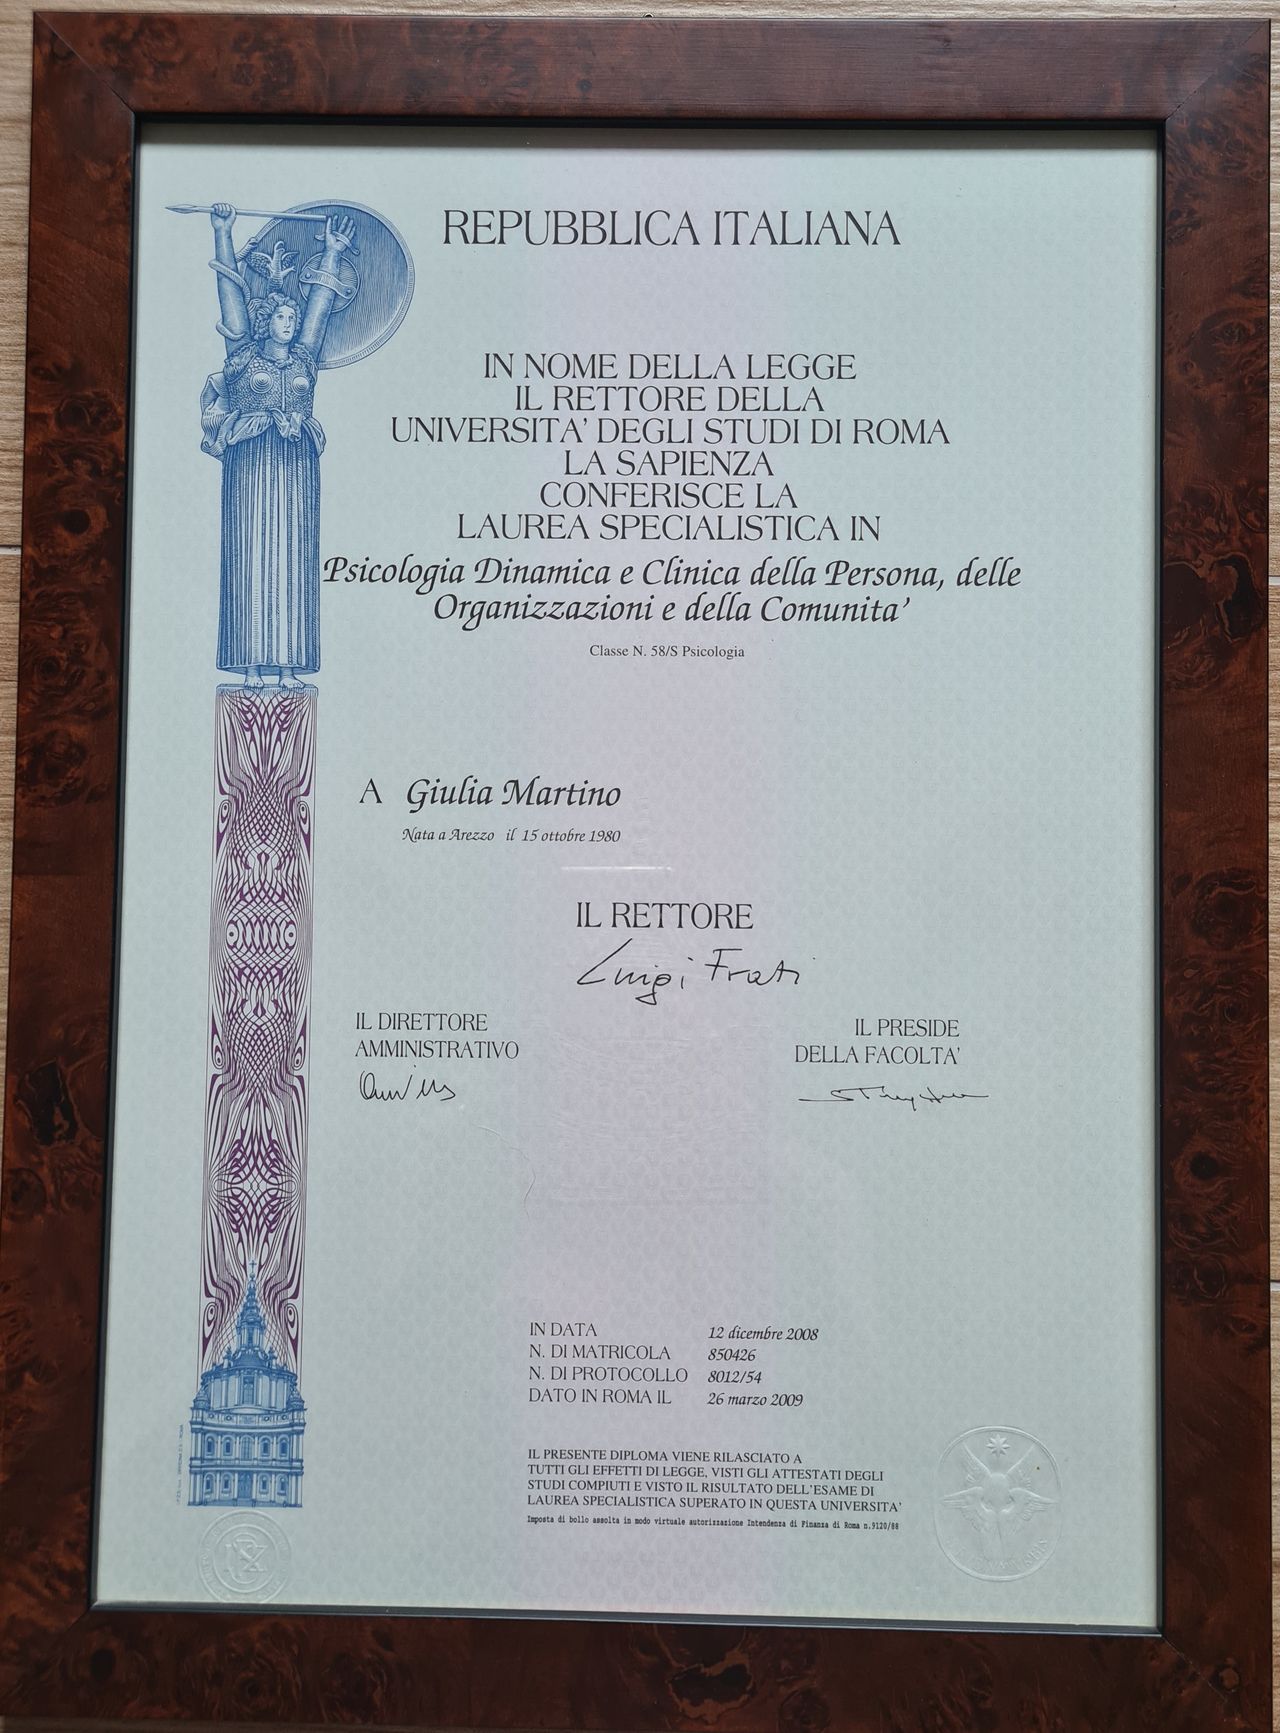 REPUBBLICA ITALIANA
IN NOME DELLA LEGGE
IL RETTORE DELLA
UNIVERSITA' DEGLI STUDI DI ROMA
LA SAPIENZA
CONFERISCE LA
LAUREA SPECIALISTICA IN
Psicologia Dinamica e Clinica della Persona, delle
Organizzazioni e della Comunita'
Classe N. 58/S Psicologia
A Giulia Martino
Nata a Arezzo il 15 ottobre 1980
IL RETTORE
Luigi Frati
IL DIRETTORE
AMMINISTRATIVO
IL PRESIDE
DELLA FACOLTA'
IN DATA 12 dicembre 2008
N. DI MATRICOLA 850426
N. DI PROTOCOLLO 8012/54
DATO IN ROMA IL 26 marzo 2009
IL PRESENTE DIPLOMA VIENE RILASCIATO A
TUTTI GLI EFFETTI DI LEGGE, VISTI GLI ATTESTATI DEGLI
STUDI COMPIUTI E VISTO IL RISULTATO DELL'ESAME DI
LAUREA SPECIALISTICA SUPERATO IN QUESTA UNIVERSITA'
Imposta di bollo assolta in modo virtuale autorizzazione Intendenza di Finanza di Roma n.9120/88